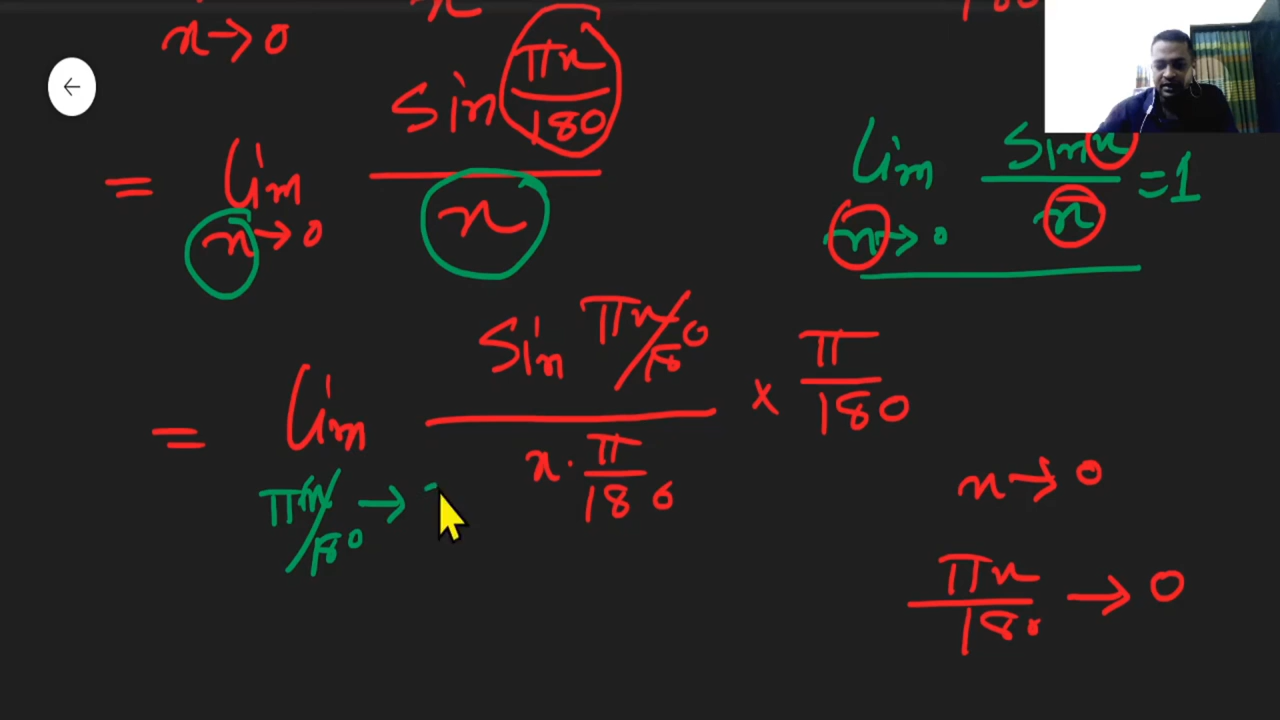 x → 0
= lim x→0 (sin πx/180) / x
lim x→0 sin x / x = 1
= lim πx/180 → (sin πx/180) / (x · π/180) × π/180
x → 0
πx/180 → 0